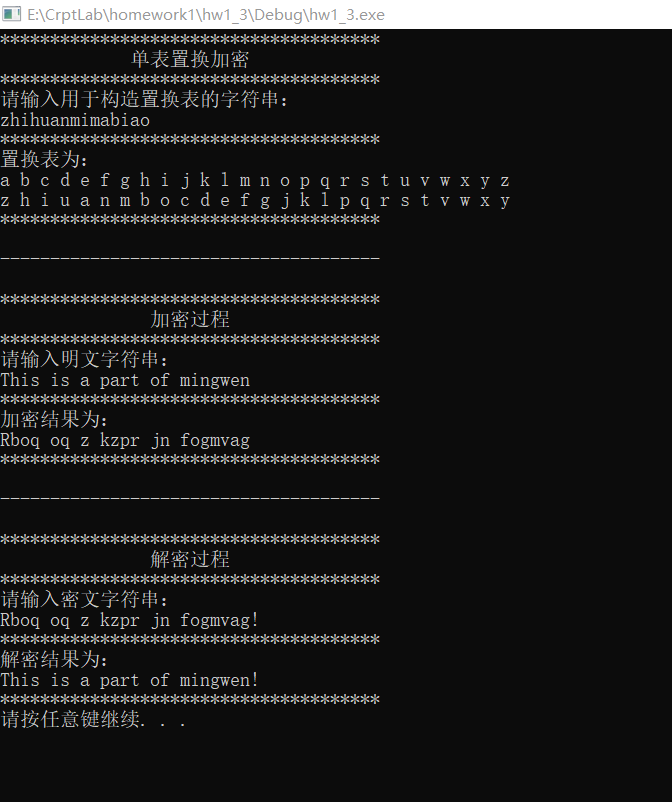 E:\CrptLab\homework1\hw1_3\Debug\hw1_3.exe
**************************************
单表置换加密
**************************************
请输入用于构造置换表的字符串：
zhihuanmimabiao
**************************************
置换表为：
a b c d e f g h i j k l m n o p q r s t u v w x y z
z h i u a n m b o c d e f g j k l p q r s t v w x y
**************************************
--------------------------------------
**************************************
加密过程
**************************************
请输入明文字符串：
This is a part of mingwen
**************************************
加密结果为：
Rboq oq z kzpr jn fogmvag
**************************************
--------------------------------------
**************************************
解密过程
**************************************
请输入密文字符串：
Rboq oq z kzpr jn fogmvag!
**************************************
解密结果为：
This is a part of mingwen!
**************************************
请按任意键继续. . .